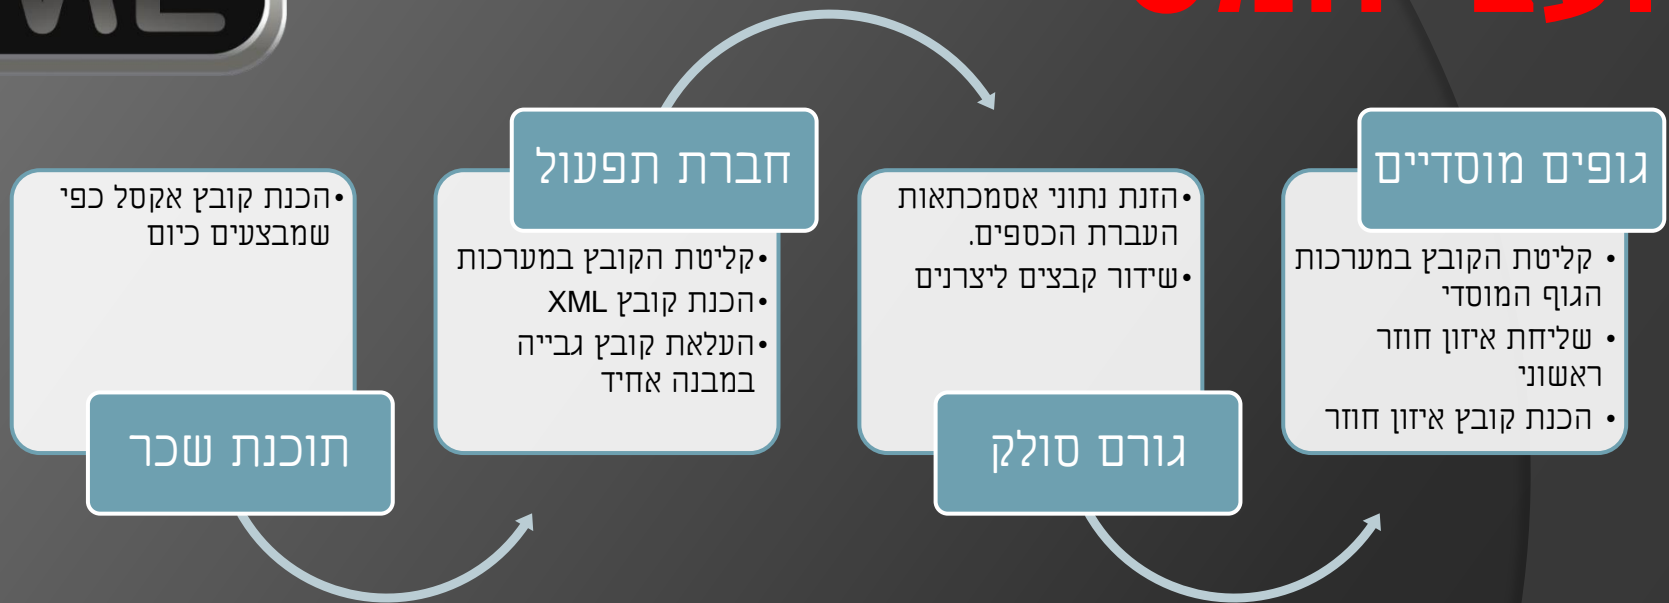 תוכנת שכר
•הכנת קובץ אקסל כפי
שמבצעים כיום
חברת תפעול
•קליטת הקובץ במערכות
•הכנת קובץ XML
•העלאת קובץ גבייה
במבנה אחיד
גורם סולק
•הזנת נתוני אסמכתאות
העברת הכספים.
•שידור קבצים ליצרנים
גופים מוסדיים
• קליטת הקובץ במערכות
הגוף המוסדי
• שליחת איזון חוזר
ראשוני
• הכנת קובץ איזון חוזר